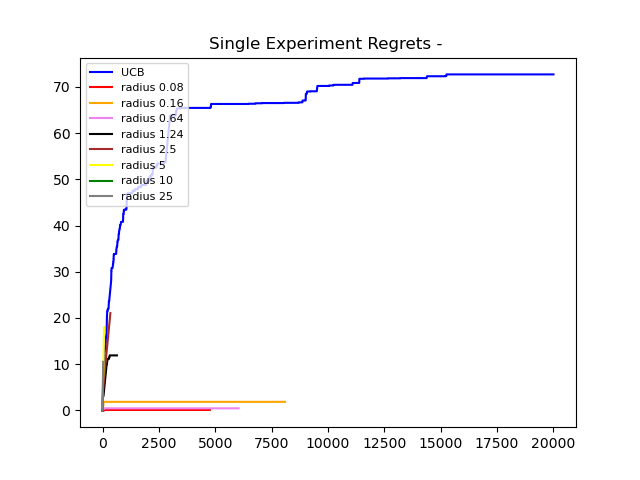 Single Experiment Regrets -
UCB
radius 0.08
radius 0.16
radius 0.64
radius 1.24
radius 2.5
radius 5
radius 10
radius 25
70
60
50
40
30
20
10
0
0 2500 5000 7500 10000 12500 15000 17500 20000